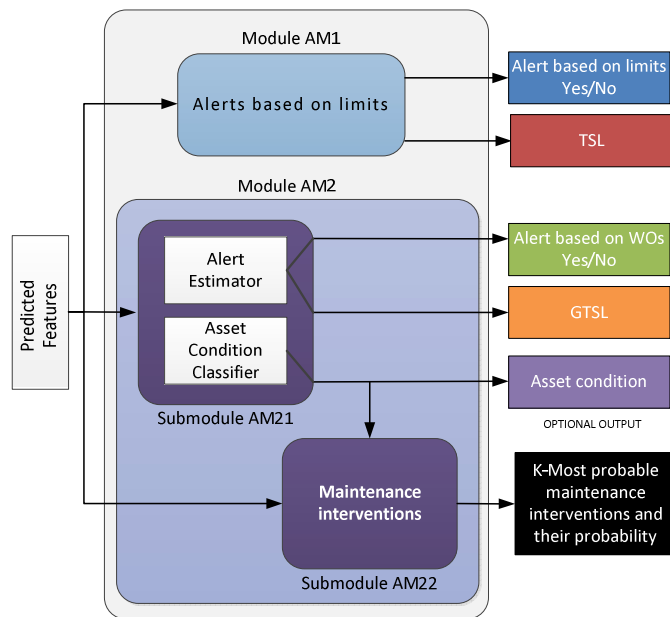 Module AM1
Alerts based on limits
Alert based on limits
Yes/No
TSL
Module AM2
Predicted
Features
Alert
Estimator
Asset
Condition
Classifier
Submodule AM21
Alert based on WOs
Yes/No
GTSL
Asset condition
OPTIONAL OUTPUT
Maintenance
interventions
Submodule AM22
K-Most probable
maintenance
interventions and
their probability